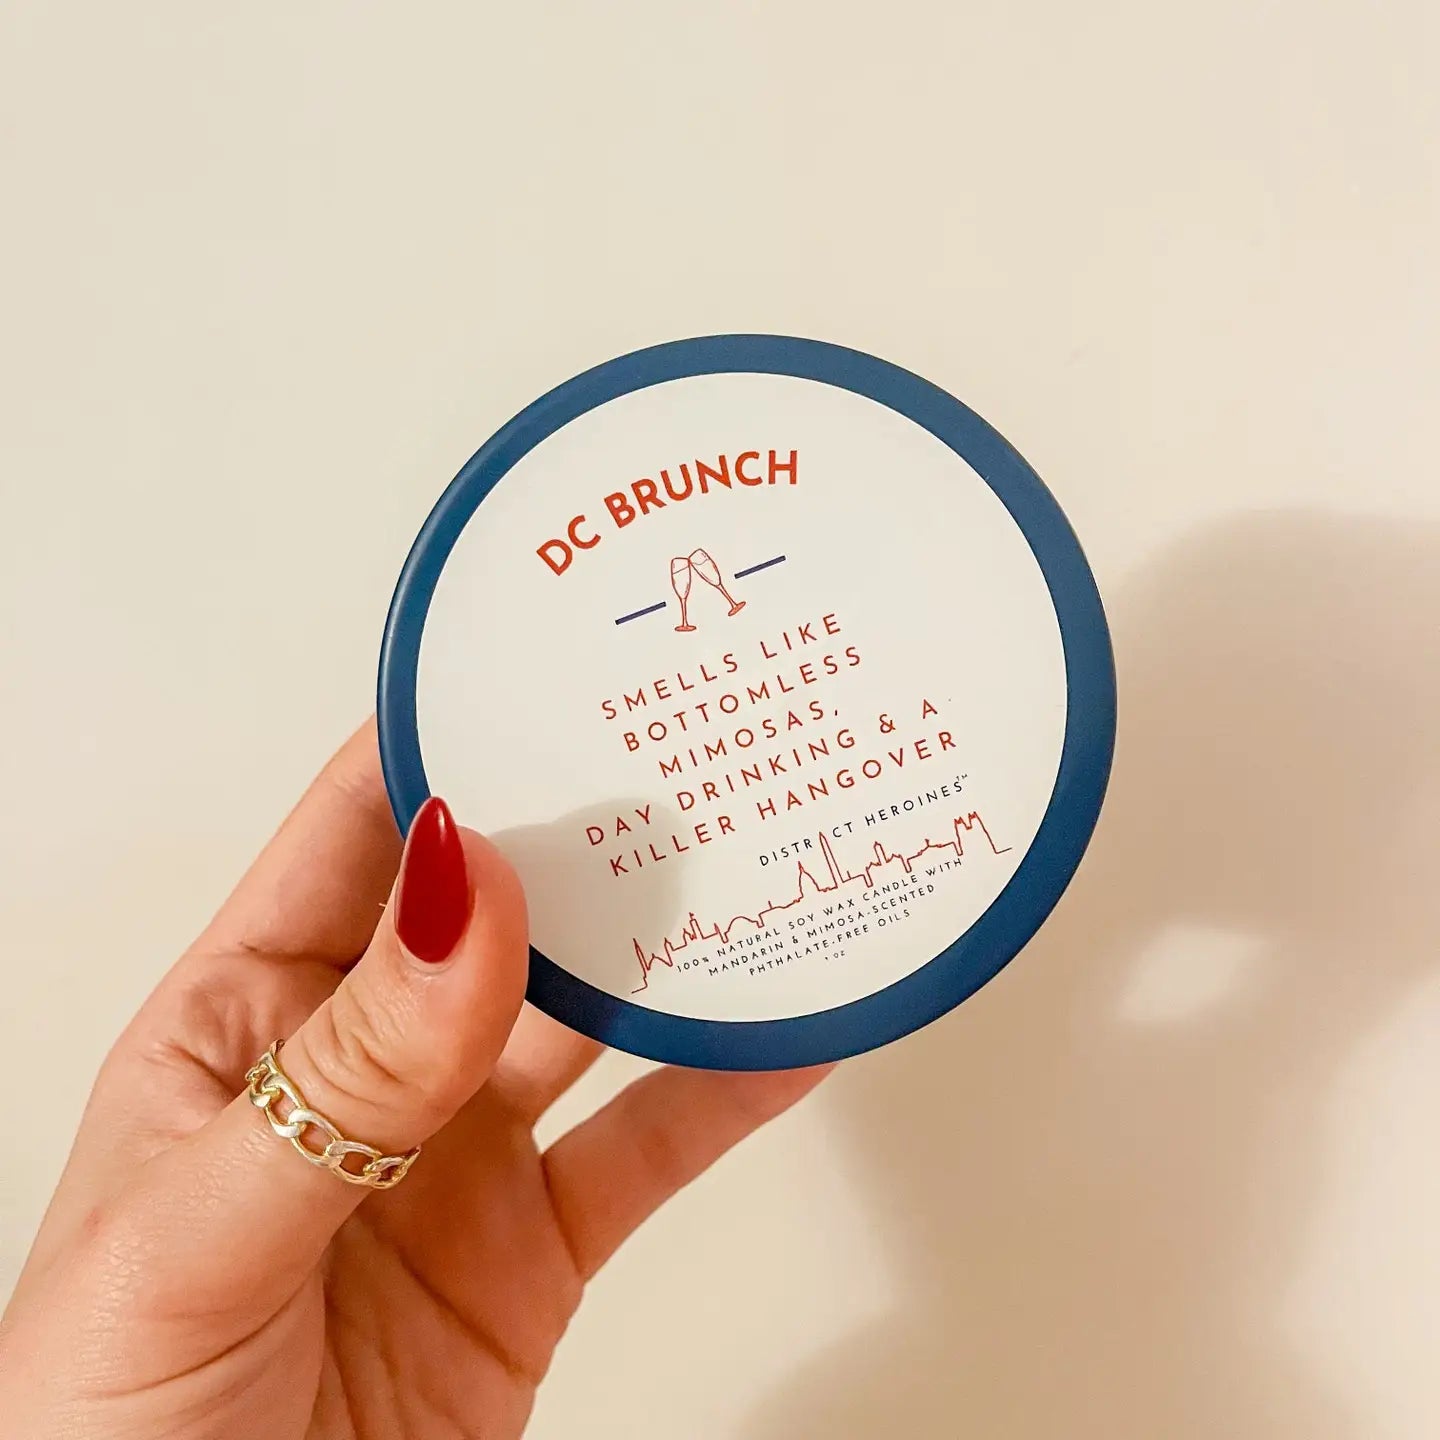 DC BRUNCH
SMELLS LIKE
BOTTOMLESS
MIMOSAS,
DAY DRINKING & A
KILLER HANGOVER
DISTRICT HEROINES™
100% NATURAL SOY WAX CANDLE WITH
MANDARIN & MIMOSA-SCENTED
PHTHALATE-FREE OILS
OZ